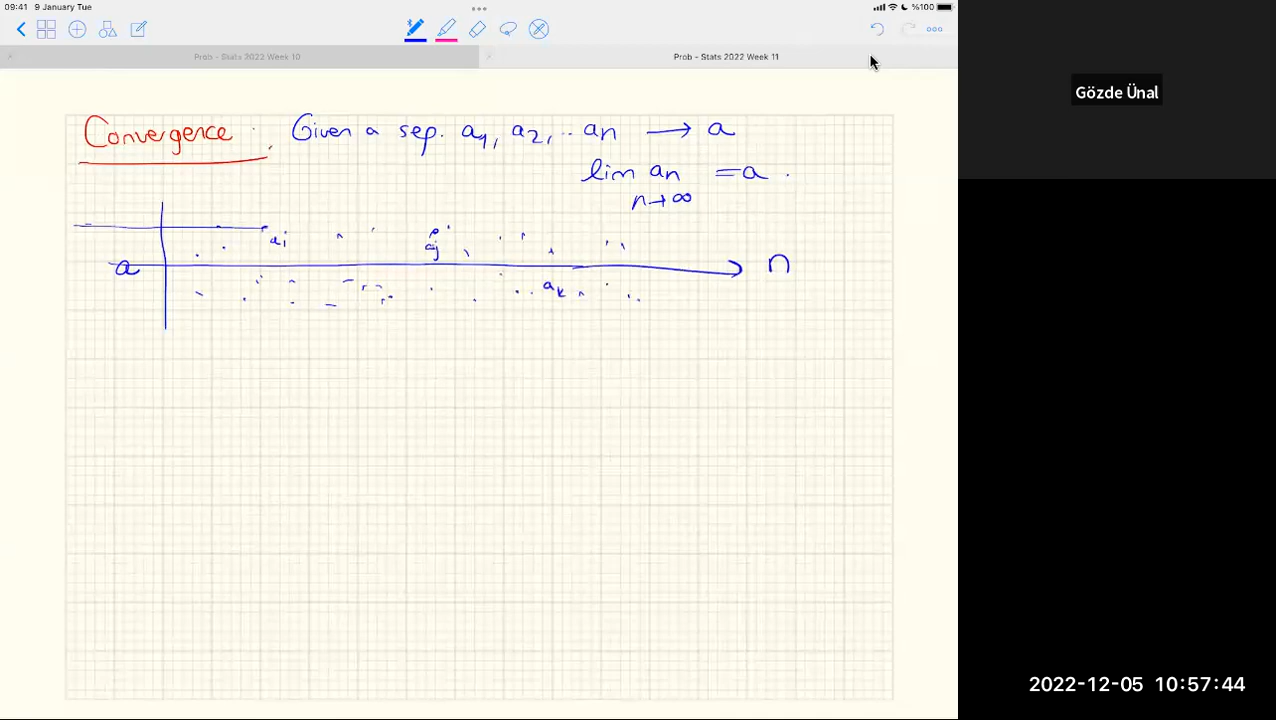 09:41 9 January Tue
%100
Prob - Stats 2022 Week 10
Prob - Stats 2022 Week 11
Gözde Ünal
Convergence : Given a seq. a₁, a₂, .. aₙ → a
lim aₙ = a .
n→∞
aᵢ
aⱼ
a
n
aₖ
2022-12-05 10:57:44